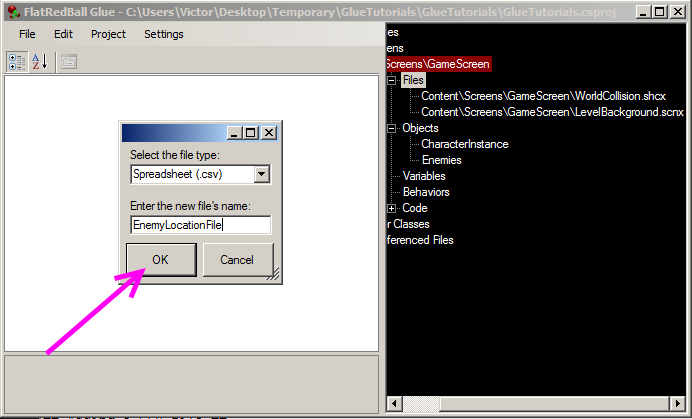 FlatRedBall Glue - C:\Users\Victor\Desktop\Temporary\GlueTutorials\GlueTutorials\GlueTutorials.csproj
File Edit Project Settings
Select the file type:
Spreadsheet (.csv)
Enter the new file's name:
EnemyLocationFile
OK Cancel
es
ens
Screens\GameScreen
Files
Content\Screens\GameScreen\WorldCollision.shcx
Content\Screens\GameScreen\LevelBackground.scnx
Objects
CharacterInstance
Enemies
Variables
Behaviors
Code
r Classes
ferenced Files